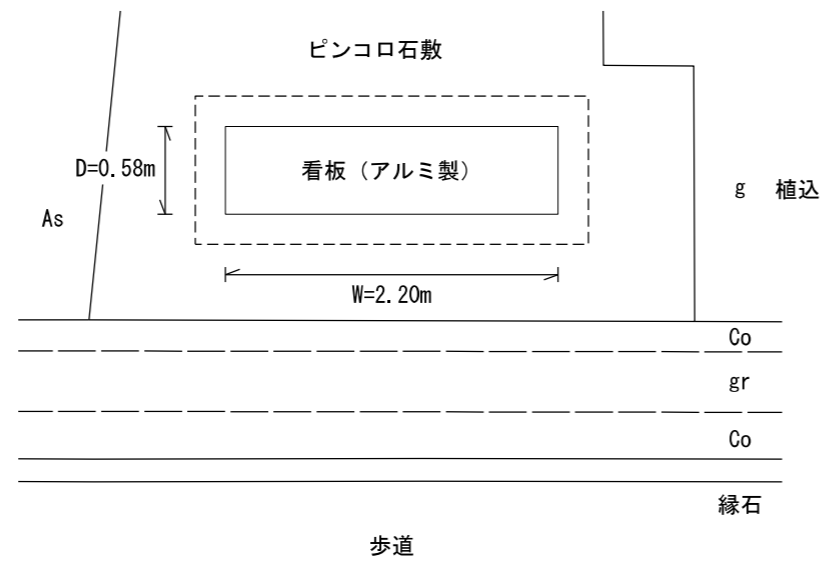 ピンコロ石敷
D=0.58m
看板（アルミ製）
g 植込
As
W=2.20m
Co
gr
Co
縁石
歩道